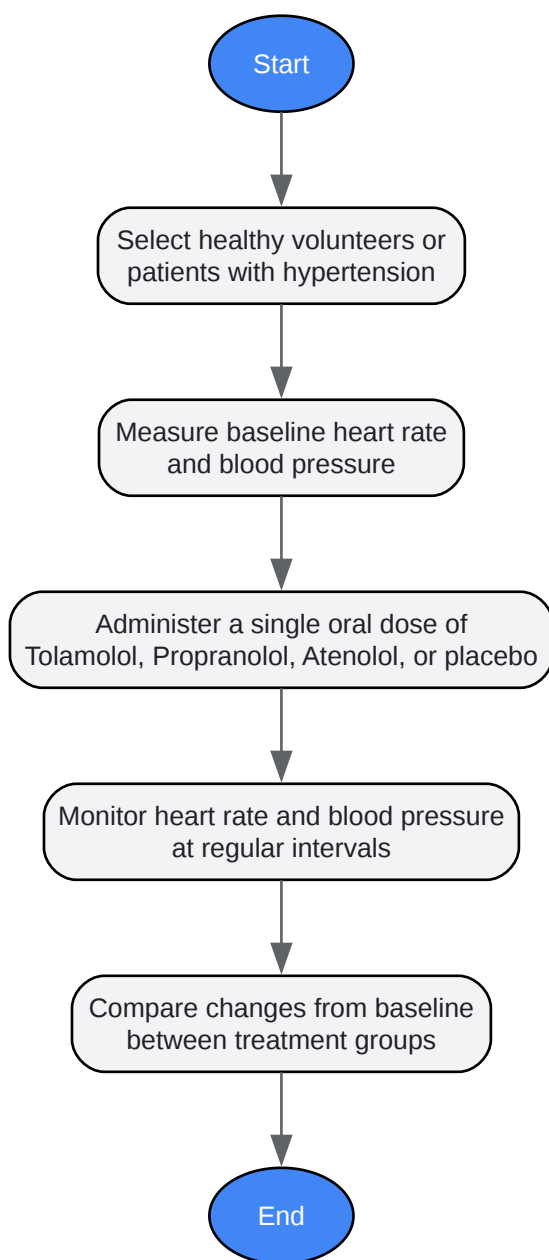 Start
Select healthy volunteers or
patients with hypertension
Measure baseline heart rate
and blood pressure
Administer a single oral dose of
Tolamolol, Propranolol, Atenolol, or placebo
Monitor heart rate and blood pressure
at regular intervals
Compare changes from baseline
between treatment groups
End